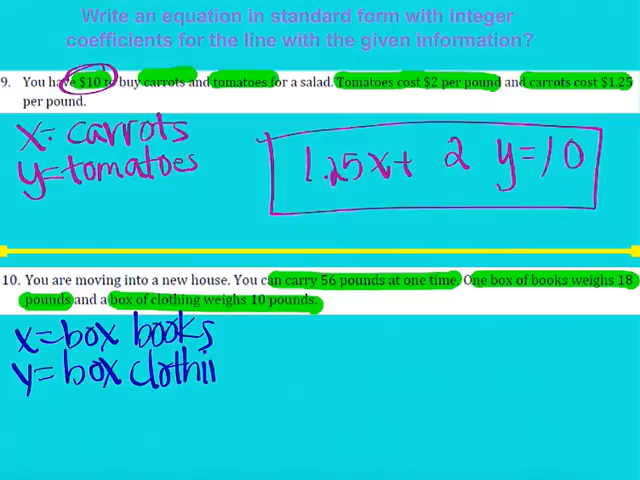 Write an equation in standard form with integer
coefficients for the line with the given information?
9. You have $10 to buy carrots and tomatoes for a salad. Tomatoes cost $2 per pound and carrots cost $1.25
per pound.
x= carrots
y=tomatoes
1.25x+ 2 y=10
10. You are moving into a new house. You can carry 56 pounds at one time. One box of books weighs 18
pounds and a box of clothing weighs 10 pounds.
x=box books
y=box clothin